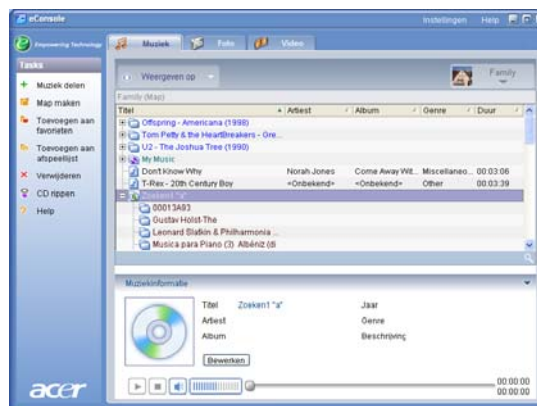 eConsole
Instellingen Help
Empowering Technology
Muziek Foto Video
Tasks
Muziek delen
Map maken
Toevoegen aan favorieten
Toevoegen aan afspeellijst
Verwijderen
CD rippen
Help
Weergeven op
Family
Family (Map)
Titel Artiest Album Genre Duur
Offspring - Americana (1998)
Tom Petty & the HeartBreakers - Gre...
U2 - The Joshua Tree (1990)
My Music
Don't Know Why Norah Jones Come Away Wit... Miscellaneo... 00:03:06
T-Rex - 20th Century Boy <Onbekend> <Onbekend> Other 00:03:39
Zoeken1 "a"
00013A93
Gustav Holst-The
Leonard Slatkin & Philharmonia ...
Musica para Piano (3) Albéniz (di
Muziekinformatie
Titel Zoeken1 "a" Jaar
Artiest Genre
Album Beschrijving
Bewerken
00:00:00
00:00:00
acer